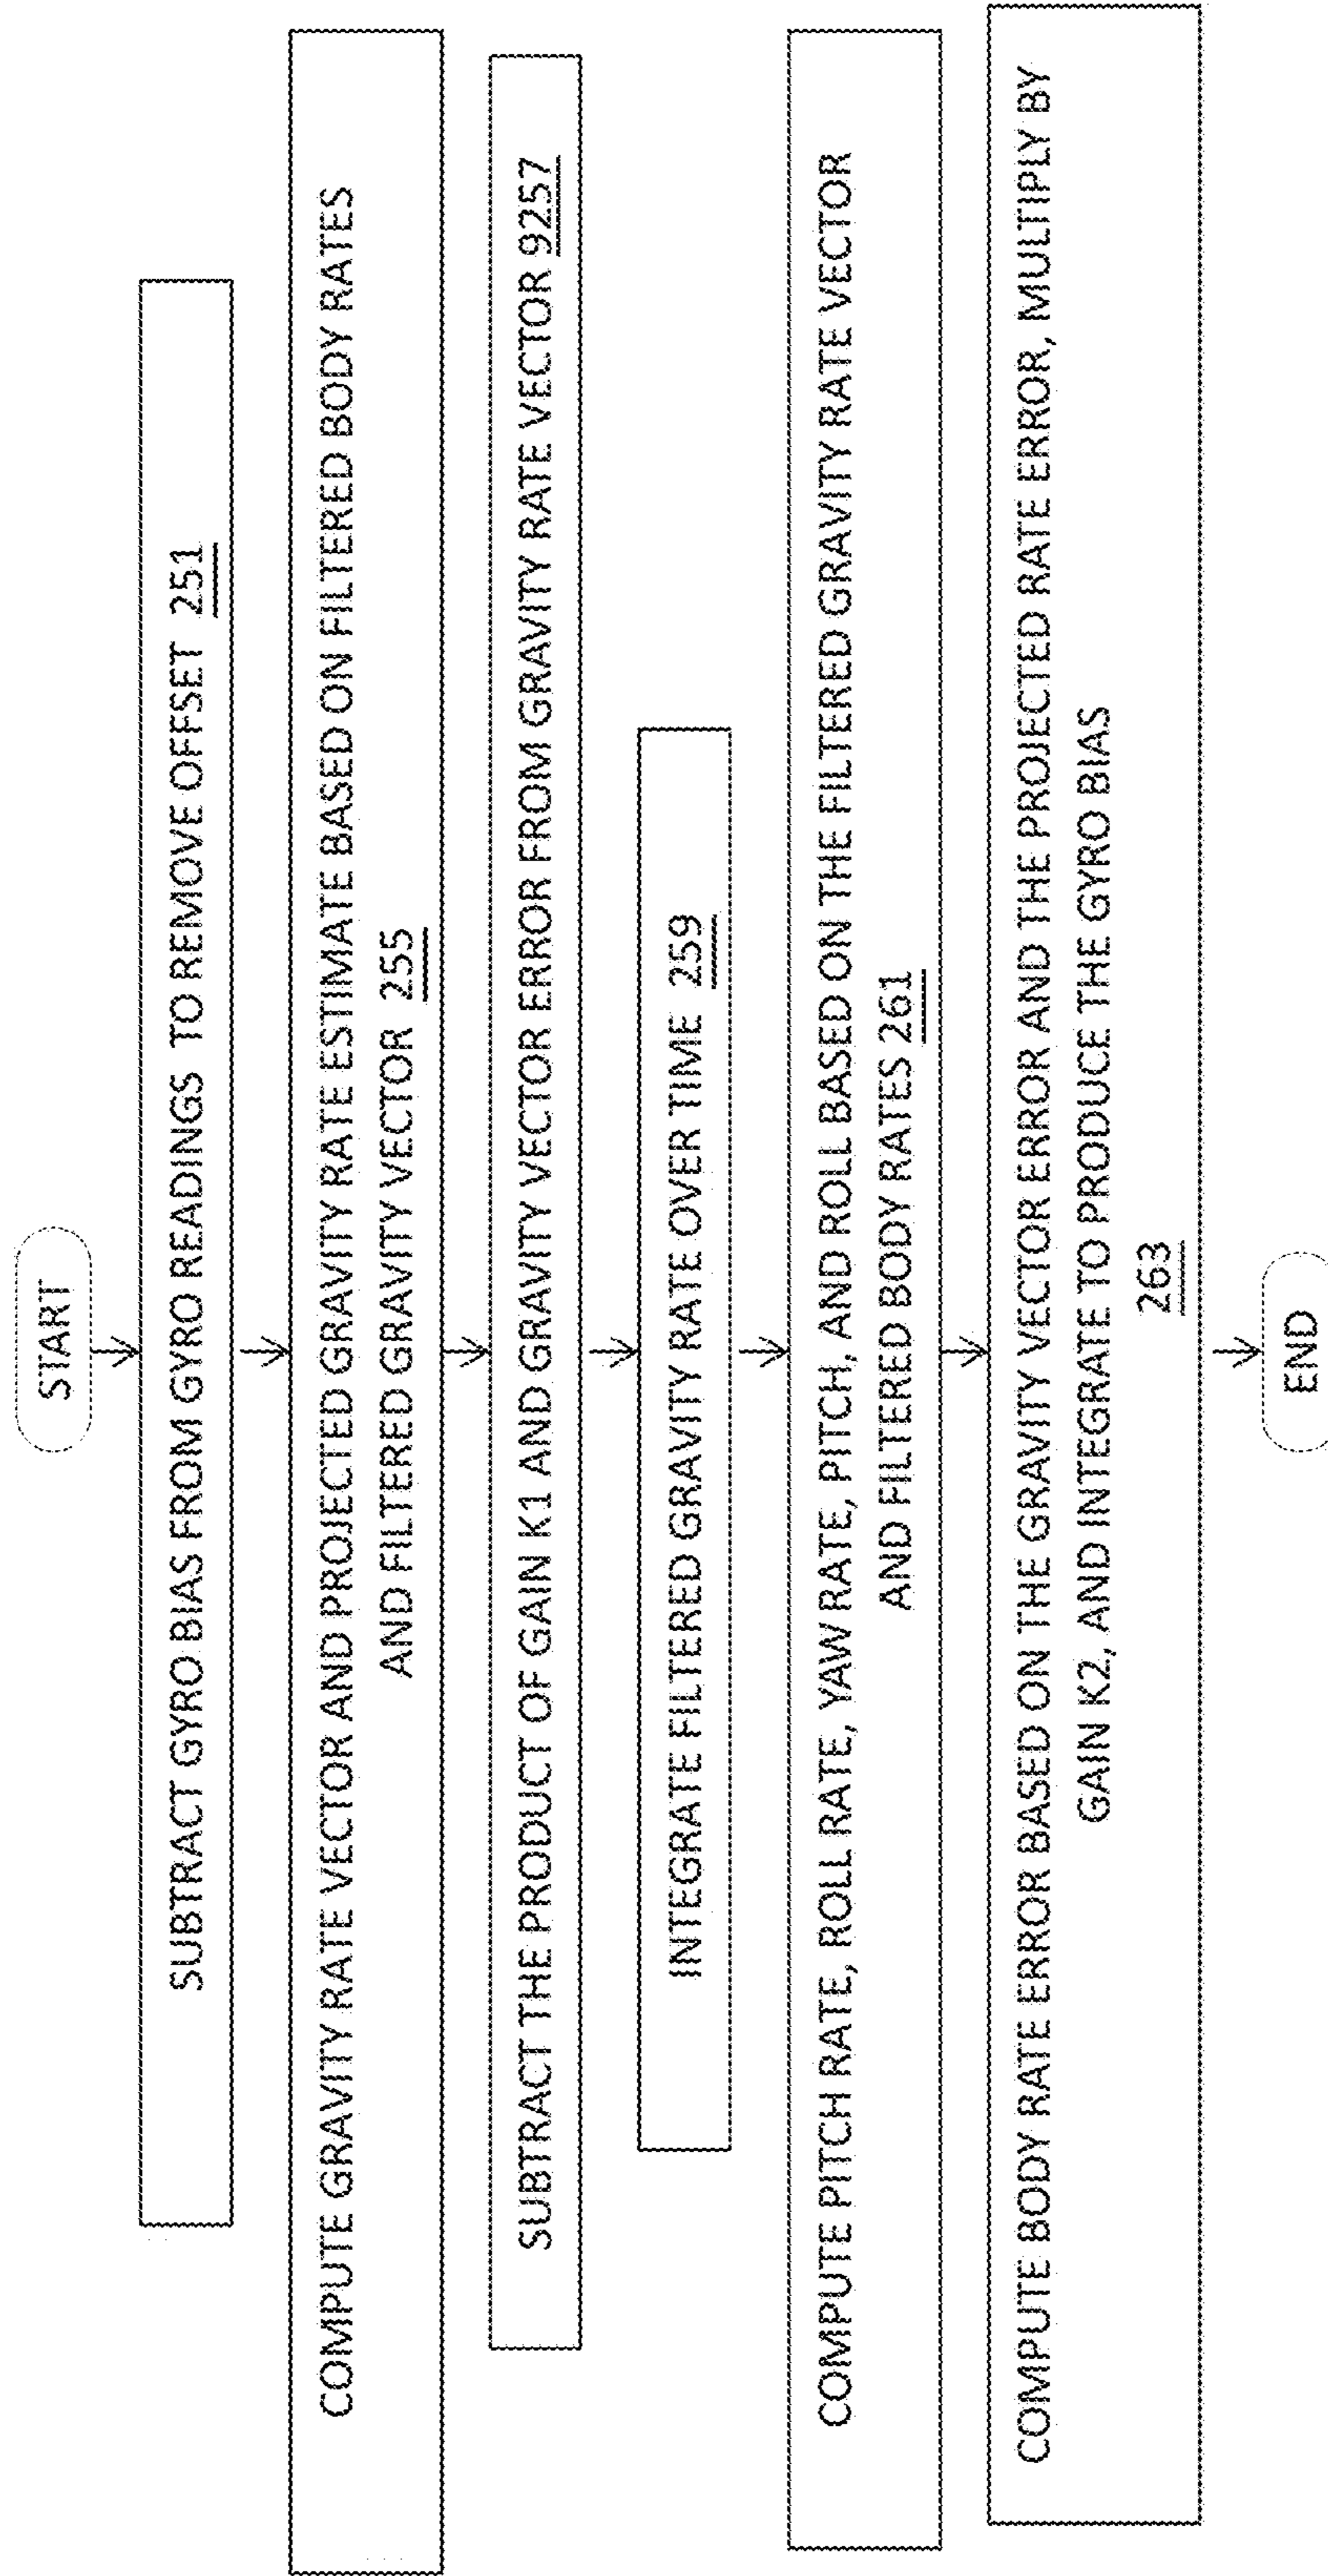 START
SUBTRACT GYRO BIAS FROM GYRO READINGS TO REMOVE OFFSET 251
COMPUTE GRAVITY RATE VECTOR AND PROJECTED GRAVITY RATE ESTIMATE BASED ON FILTERED BODY RATES
AND FILTERED GRAVITY VECTOR 255
SUBTRACT THE PRODUCT OF GAIN K1 AND GRAVITY VECTOR ERROR FROM GRAVITY RATE VECTOR 9257
INTEGRATE FILTERED GRAVITY RATE OVER TIME 259
COMPUTE PITCH RATE, ROLL RATE, YAW RATE, PITCH, AND ROLL BASED ON THE FILTERED GRAVITY RATE VECTOR
AND FILTERED BODY RATES 261
COMPUTE BODY RATE ERROR BASED ON THE GRAVITY VECTOR ERROR AND THE PROJECTED RATE ERROR, MULTIPLY BY
GAIN K2, AND INTEGRATE TO PRODUCE THE GYRO BIAS
263
END